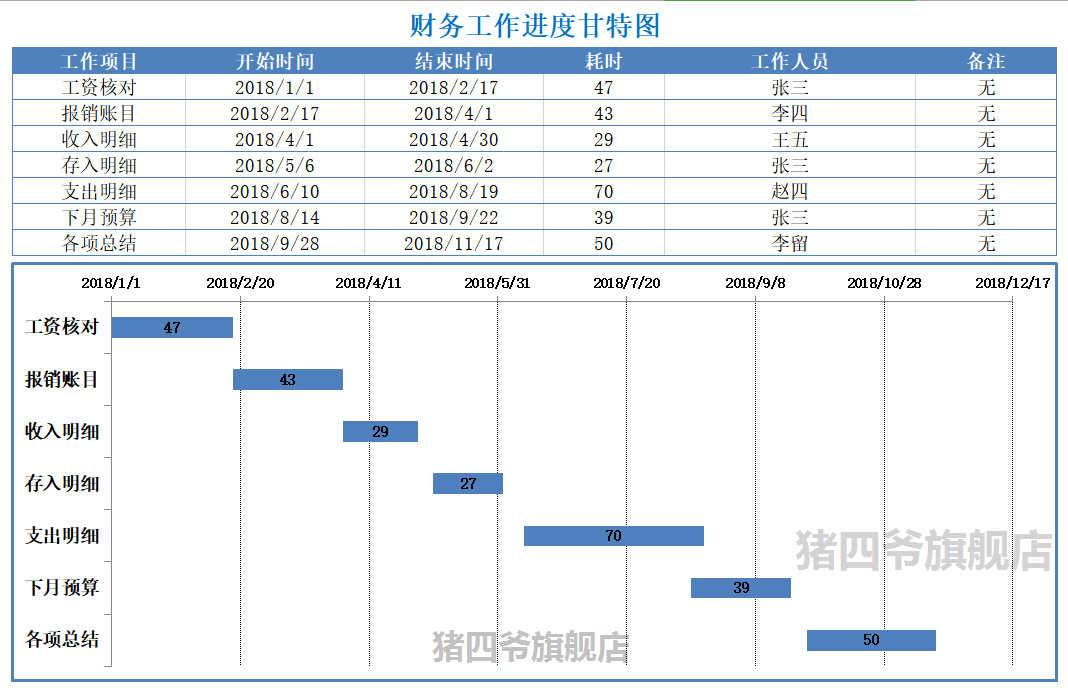 财务工作进度甘特图
工作项目 开始时间 结束时间 耗时 工作人员 备注
工资核对 2018/1/1 2018/2/17 47 张三 无
报销账目 2018/2/17 2018/4/1 43 李四 无
收入明细 2018/4/1 2018/4/30 29 王五 无
存入明细 2018/5/6 2018/6/2 27 张三 无
支出明细 2018/6/10 2018/8/19 70 赵四 无
下月预算 2018/8/14 2018/9/22 39 张三 无
各项总结 2018/9/28 2018/11/17 50 李留 无
2018/1/1 2018/2/20 2018/4/11 2018/5/31 2018/7/20 2018/9/8 2018/10/28 2018/12/17
工资核对 47
报销账目 43
收入明细 29
存入明细 27
支出明细 70
猪四爷旗舰店
下月预算 39
各项总结 50
猪四爷旗舰店